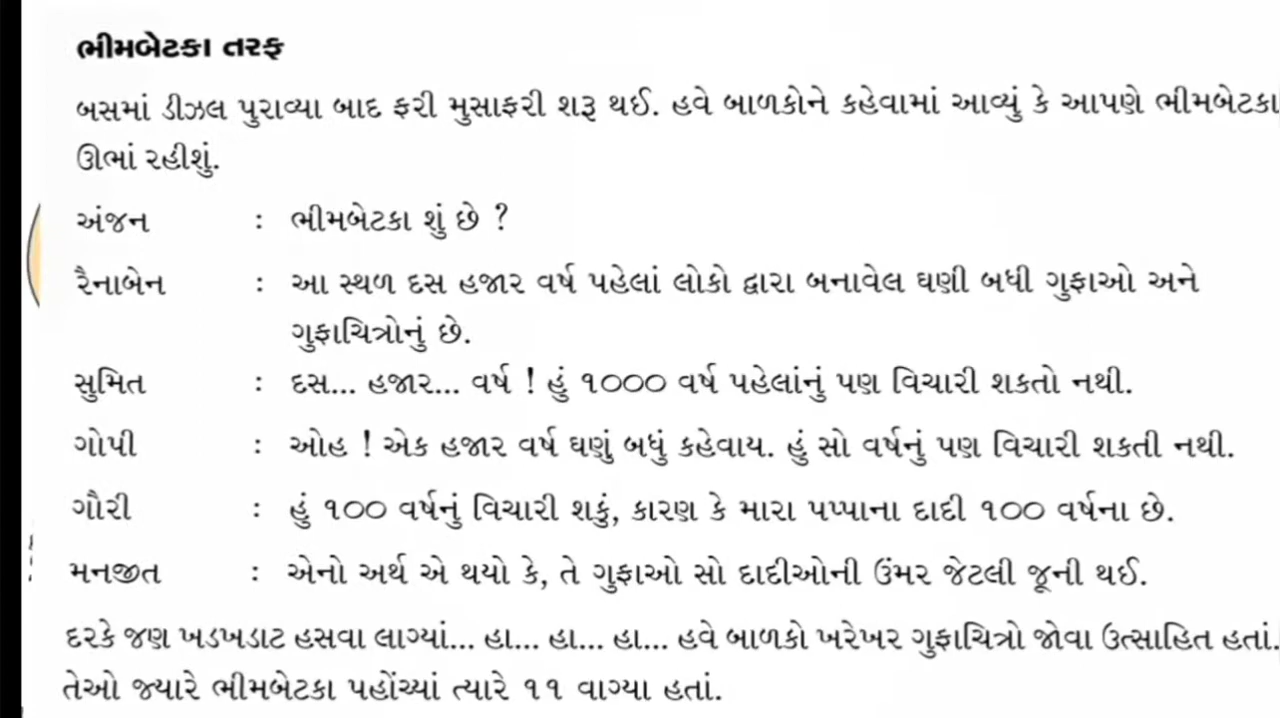 ભીમબેટકા તરફ
બસમાં ડીઝલ પુરાવ્યા બાદ ફરી મુસાફરી શરૂ થઈ. હવે બાળકોને કહેવામાં આવ્યું કે આપણે ભીમબેટકા
ઊભાં રહીશું.
અંજન : ભીમબેટકા શું છે ?
રૈનાબેન : આ સ્થળ દસ હજાર વર્ષ પહેલાં લોકો દ્વારા બનાવેલ ઘણી બધી ગુફાઓ અને
ગુફાચિત્રોનું છે.
સુમિત : દસ... હજાર... વર્ષ ! હું ૧૦૦૦ વર્ષ પહેલાંનું પણ વિચારી શકતો નથી.
ગોપી : ઓહ ! એક હજાર વર્ષ ઘણું બધું કહેવાય. હું સો વર્ષનું પણ વિચારી શકતી નથી.
ગૌરી : હું ૧૦૦ વર્ષનું વિચારી શકું, કારણ કે મારા પપ્પાના દાદી ૧૦૦ વર્ષના છે.
મનજીત : એનો અર્થ એ થયો કે, તે ગુફાઓ સો દાદીઓની ઉંમર જેટલી જૂની થઈ.
દરકે જણ ખડખડાટ હસવા લાગ્યાં... હા... હા... હા... હવે બાળકો ખરેખર ગુફાચિત્રો જોવા ઉત્સાહિત હતાં.
તેઓ જ્યારે ભીમબેટકા પહોંચ્યાં ત્યારે ૧૧ વાગ્યા હતાં.